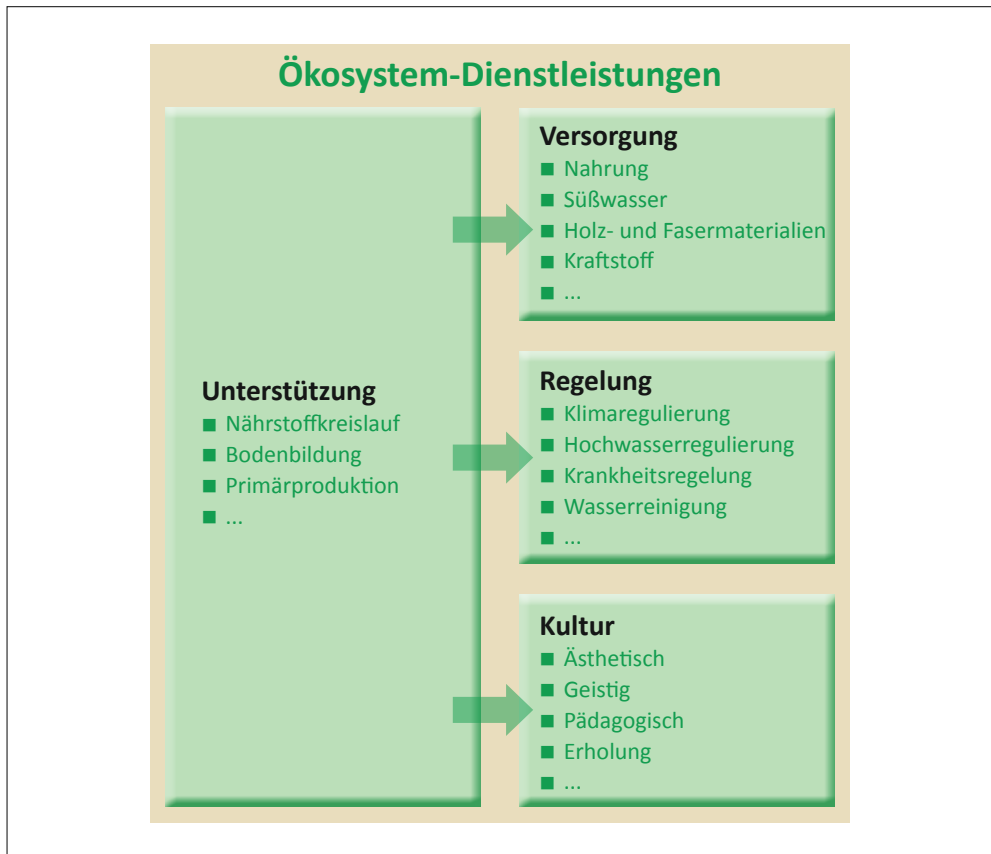 Ökosystem-Dienstleistungen
Unterstützung
■ Nährstoffkreislauf
■ Bodenbildung
■ Primärproduktion
■ ...
Versorgung
■ Nahrung
■ Süßwasser
■ Holz- und Fasermaterialien
■ Kraftstoff
■ ...
Regelung
■ Klimaregulierung
■ Hochwasserregulierung
■ Krankheitsregelung
■ Wasserreinigung
■ ...
Kultur
■ Ästhetisch
■ Geistig
■ Pädagogisch
■ Erholung
■ ...